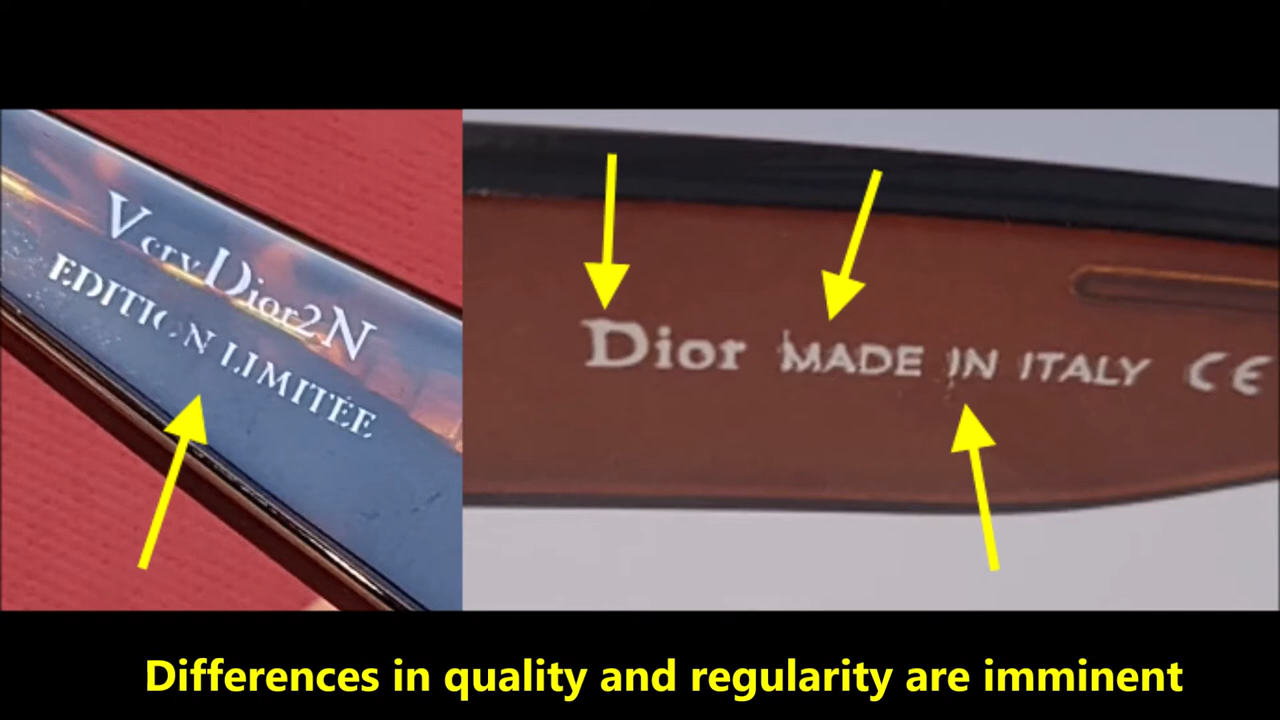 VeryDior2N
EDITION LIMITÉE
Dior MADE IN ITALY CE
Differences in quality and regularity are imminent